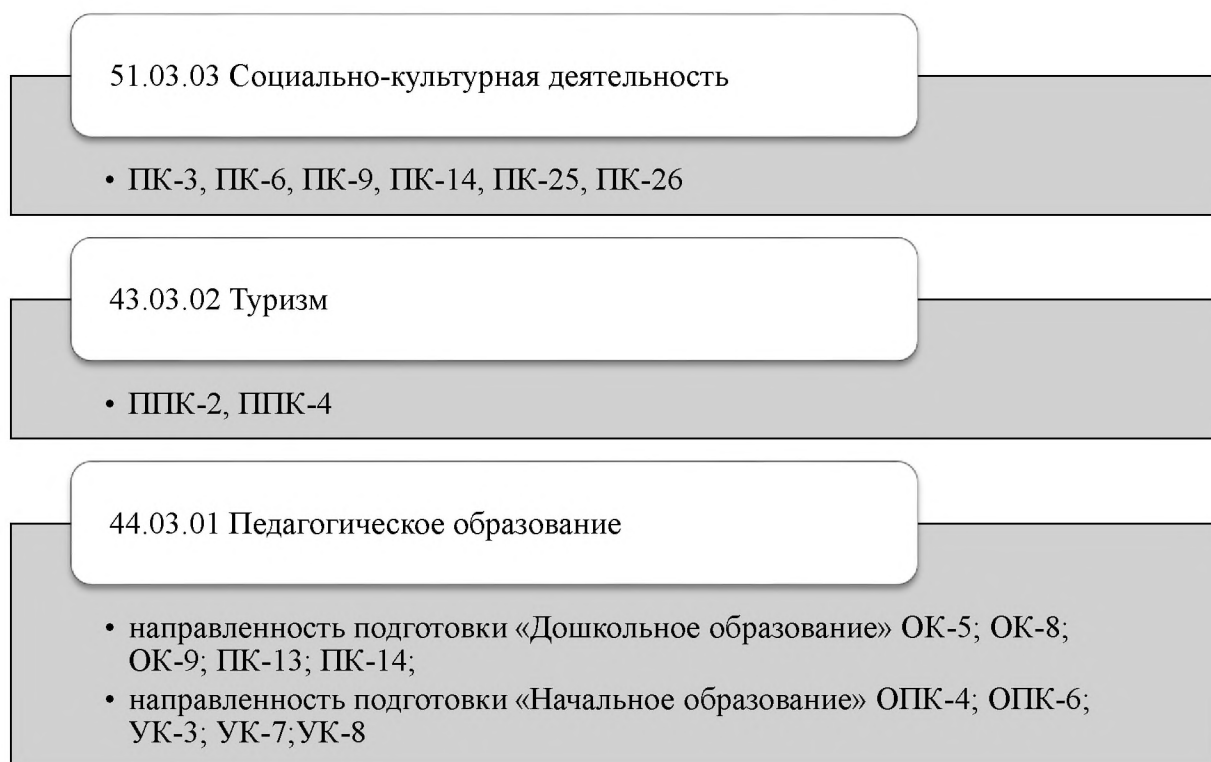 51.03.03 Социально-культурная деятельность
• ПК-3, ПК-6, ПК-9, ПК-14, ПК-25, ПК-26
43.03.02 Туризм
• ППК-2, ППК-4
44.03.01 Педагогическое образование
• направленность подготовки «Дошкольное образование» ОК-5; ОК-8;
ОК-9; ПК-13; ПК-14;
• направленность подготовки «Начальное образование» ОПК-4; ОПК-6;
УК-3; УК-7;УК-8